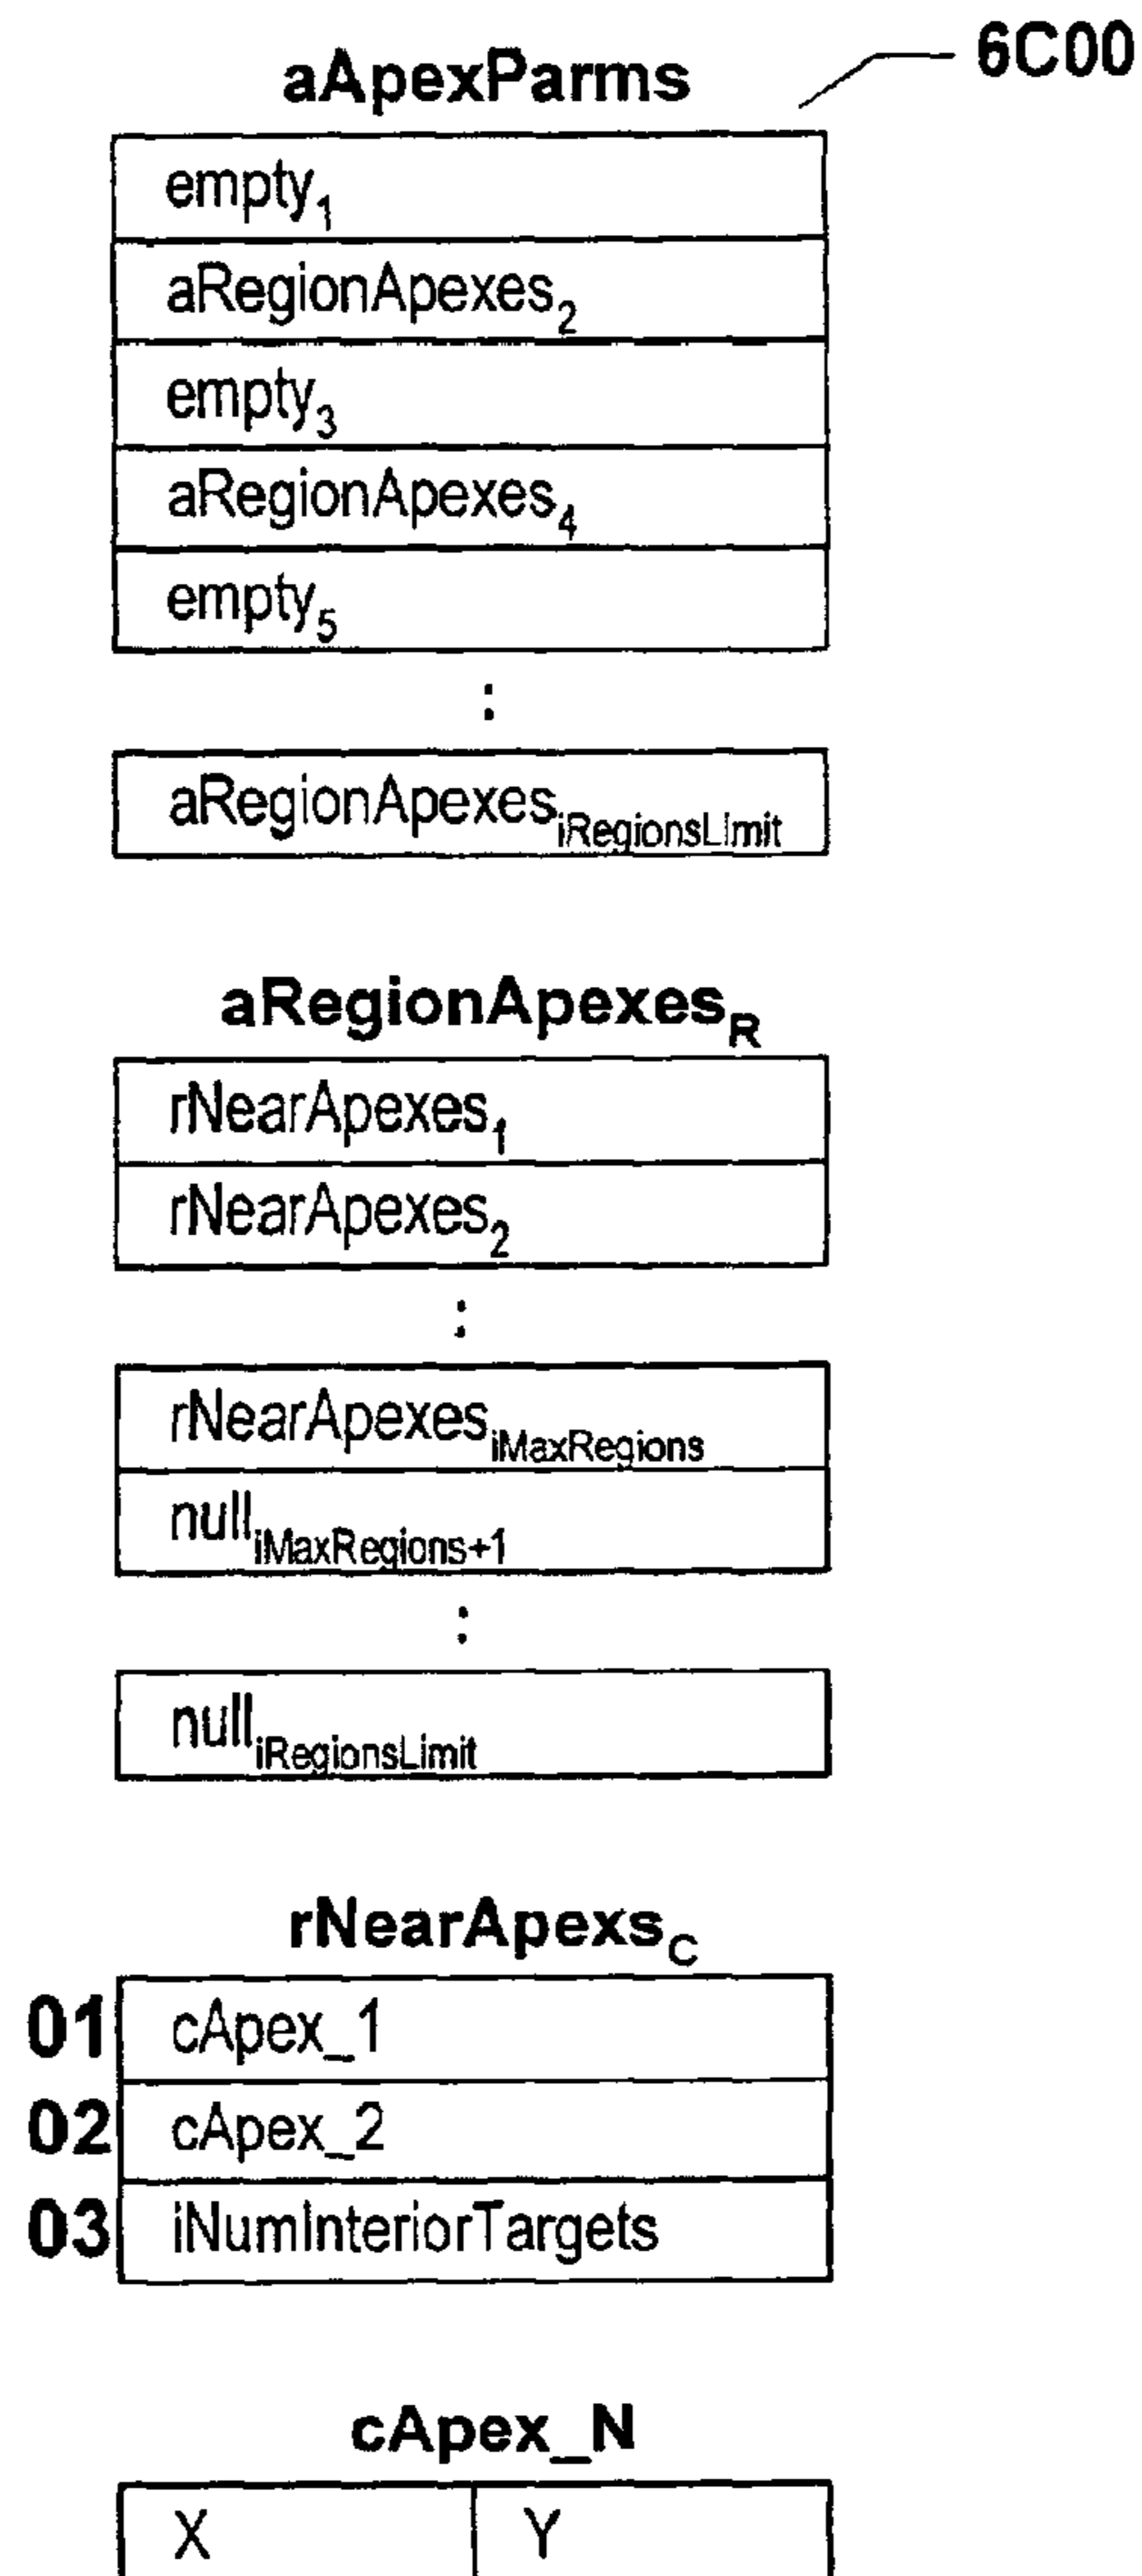 6C00
aApexParms
empty1
aRegionApexes2
empty3
aRegionApexes4
empty5
:
aRegionApexesiRegionsLimit
aRegionApexesR
rNearApexes1
rNearApexes2
:
rNearApexesiMaxRegions
nulliMaxRegions+1
:
nulliRegionsLimit
rNearApexsC
01 cApex_1
02 cApex_2
03 iNumInteriorTargets
cApex_N
X Y